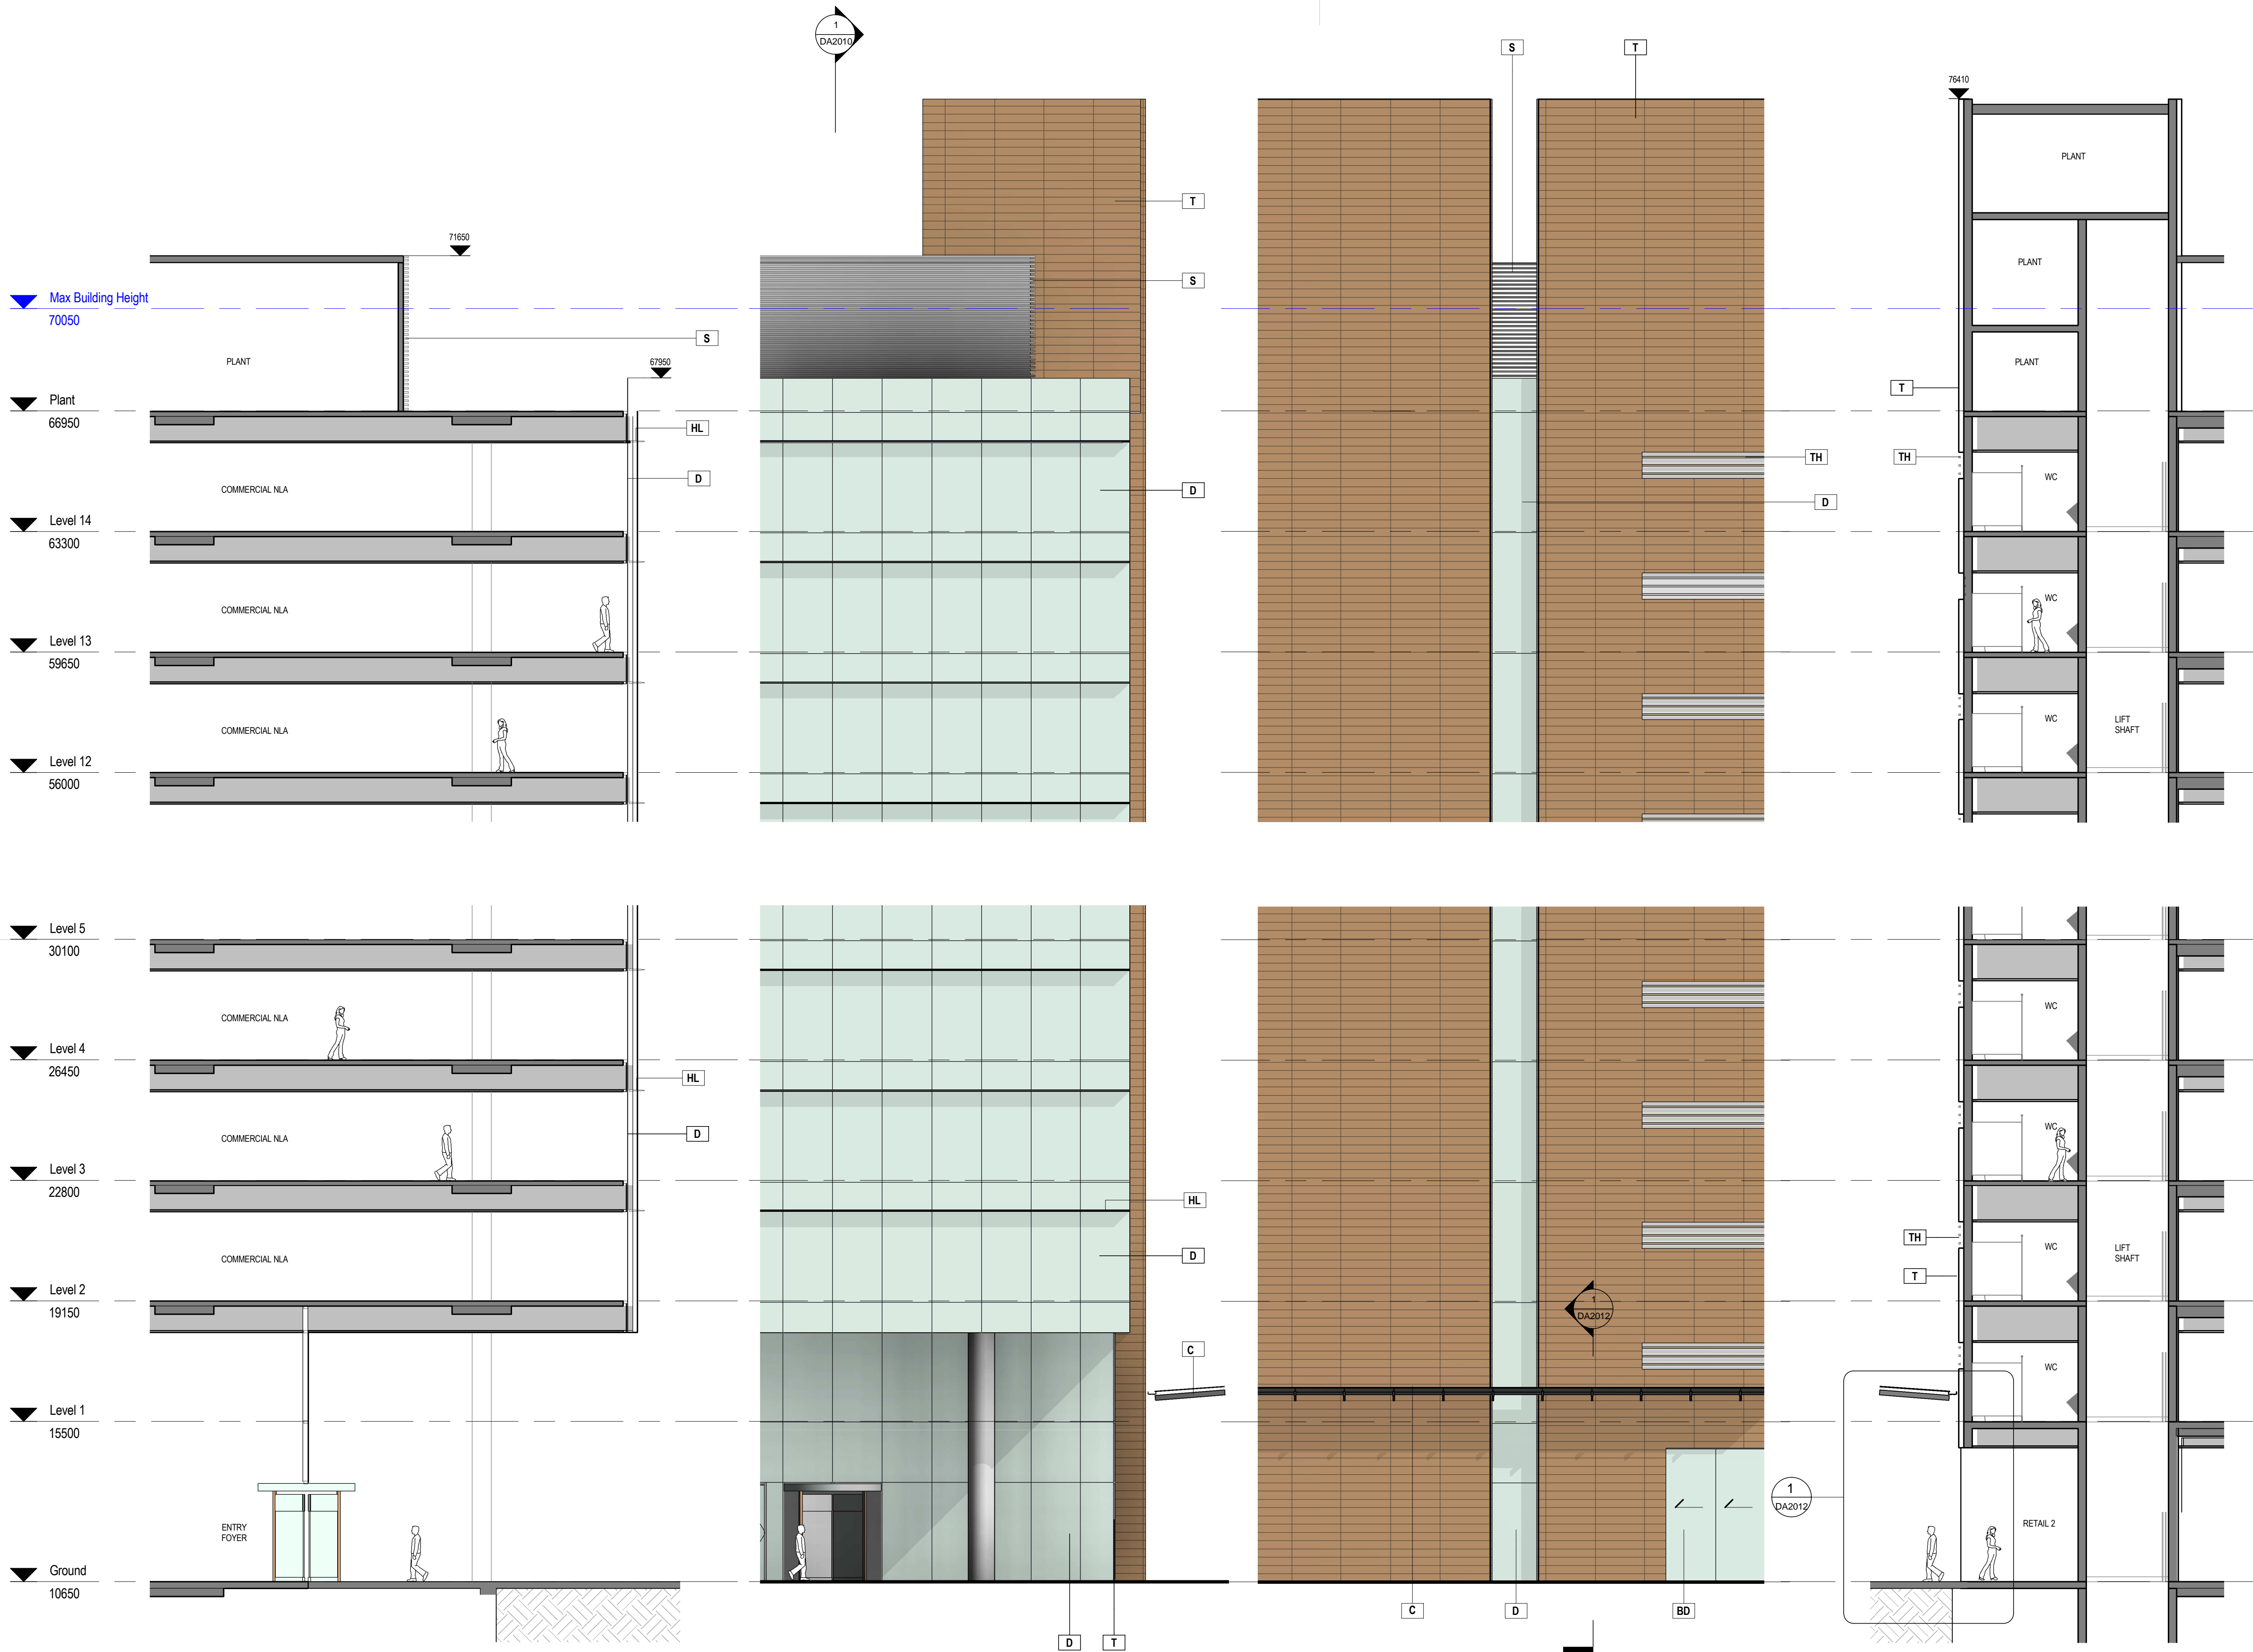 1
DA2010
S
T
76410
PLANT
T
71650
PLANT
S
Max Building Height
70050
S
PLANT
67950
PLANT
T
Plant
66950
HL
TH
TH
D
COMMERCIAL NLA
D
D
WC
Level 14
63300
COMMERCIAL NLA
WC
Level 13
59650
COMMERCIAL NLA
WC
LIFT
SHAFT
Level 12
56000
Level 5
30100
COMMERCIAL NLA
WC
Level 4
26450
HL
COMMERCIAL NLA
D
WC
Level 3
22800
HL
COMMERCIAL NLA
D
TH
WC
LIFT
SHAFT
T
Level 2
19150
1
DA2012
C
WC
Level 1
15500
1
DA2012
ENTRY
FOYER
RETAIL 2
Ground
10650
C
D
BD
D
T